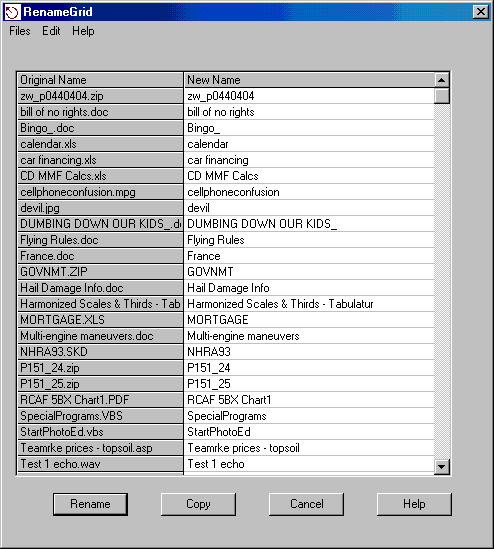 RenameGrid
Files Edit Help
Original Name New Name
zw_p0440404.zip zw_p0440404
bill of no rights.doc bill of no rights
Bingo_.doc Bingo_
calendar.xls calendar
car financing.xls car financing
CD MMF Calcs.xls CD MMF Calcs
cellphoneconfusion.mpg cellphoneconfusion
devil.jpg devil
DUMBING DOWN OUR KIDS_.d DUMBING DOWN OUR KIDS_
Flying Rules.doc Flying Rules
France.doc France
GOVNMT.ZIP GOVNMT
Hail Damage Info.doc Hail Damage Info
Harmonized Scales & Thirds - Tab Harmonized Scales & Thirds - Tabulatur
MORTGAGE.XLS MORTGAGE
Multi-engine maneuvers.doc Multi-engine maneuvers
NHRA93.SKD NHRA93
P151_24.zip P151_24
P151_25.zip P151_25
RCAF 5BX Chart1.PDF RCAF 5BX Chart1
SpecialPrograms.VBS SpecialPrograms
StartPhotoEd.vbs StartPhotoEd
Teamrke prices - topsoil.asp Teamrke prices - topsoil
Test 1 echo.wav Test 1 echo
Rename Copy Cancel Help